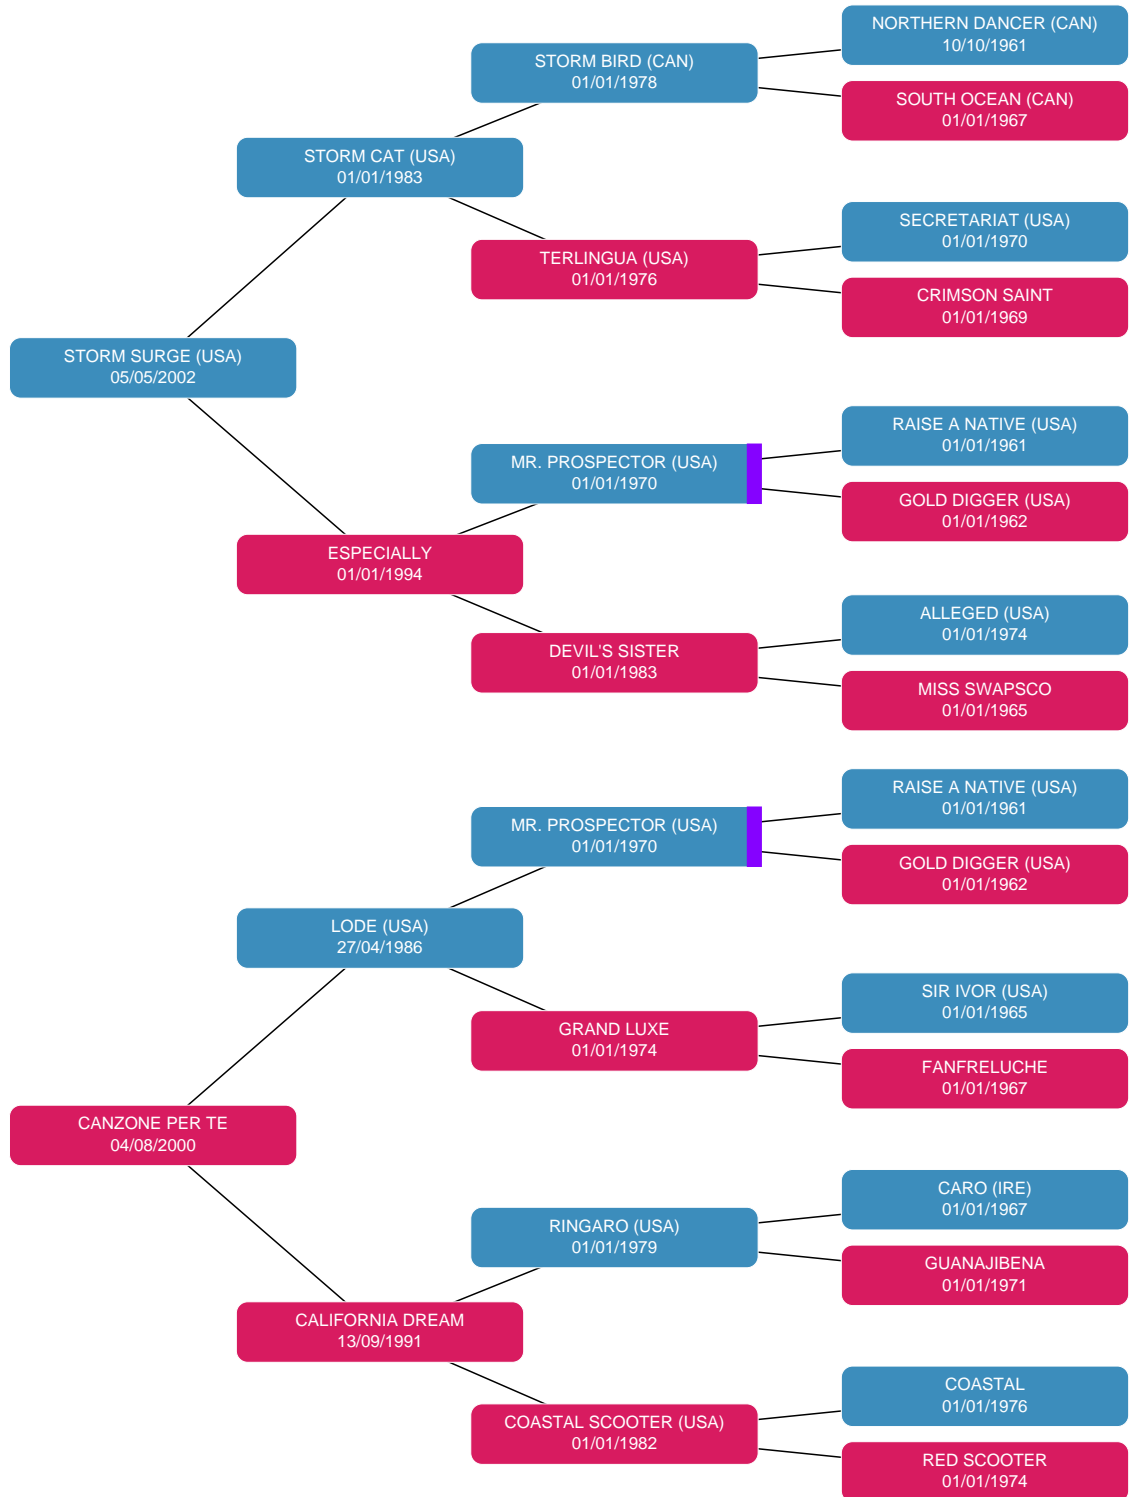 NORTHERN DANCER (CAN)
10/10/1961
STORM BIRD (CAN)
01/01/1978
SOUTH OCEAN (CAN)
01/01/1967
STORM CAT (USA)
01/01/1983
SECRETARIAT (USA)
01/01/1970
TERLINGUA (USA)
01/01/1976
CRIMSON SAINT
01/01/1969
STORM SURGE (USA)
05/05/2002
RAISE A NATIVE (USA)
01/01/1961
MR. PROSPECTOR (USA)
01/01/1970
GOLD DIGGER (USA)
01/01/1962
ESPECIALLY
01/01/1994
ALLEGED (USA)
01/01/1974
DEVIL'S SISTER
01/01/1983
MISS SWAPSCO
01/01/1965
RAISE A NATIVE (USA)
01/01/1961
MR. PROSPECTOR (USA)
01/01/1970
GOLD DIGGER (USA)
01/01/1962
LODE (USA)
27/04/1986
SIR IVOR (USA)
01/01/1965
GRAND LUXE
01/01/1974
FANFRELUCHE
01/01/1967
CANZONE PER TE
04/08/2000
CARO (IRE)
01/01/1967
RINGARO (USA)
01/01/1979
GUANAJIBENA
01/01/1971
CALIFORNIA DREAM
13/09/1991
COASTAL
01/01/1976
COASTAL SCOOTER (USA)
01/01/1982
RED SCOOTER
01/01/1974